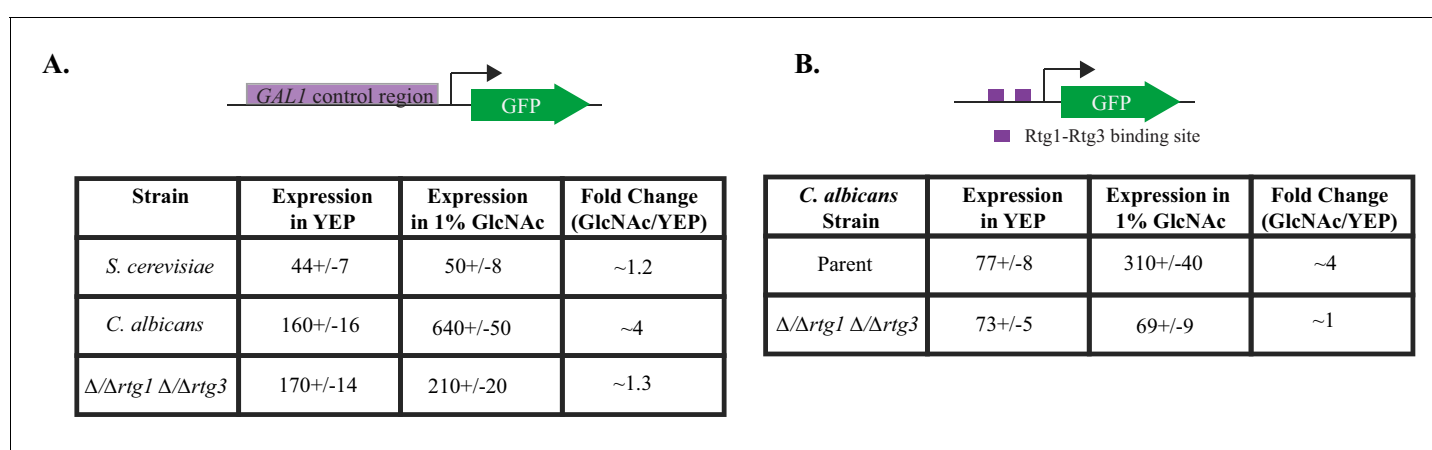 A.
GAL1 control region
GFP
Strain
Expression
in YEP
Expression
in 1% GlcNAc
Fold Change
(GlcNAc/YEP)
S. cerevisiae
44+/-7
50+/-8
~1.2
C. albicans
160+/-16
640+/-50
~4
Δ/Δrtg1 Δ/Δrtg3
170+/-14
210+/-20
~1.3
B.
GFP
Rtg1-Rtg3 binding site
C. albicans
Strain
Expression
in YEP
Expression in
1% GlcNAc
Fold Change
(GlcNAc/YEP)
Parent
77+/-8
310+/-40
~4
Δ/Δrtg1 Δ/Δrtg3
73+/-5
69+/-9
~1